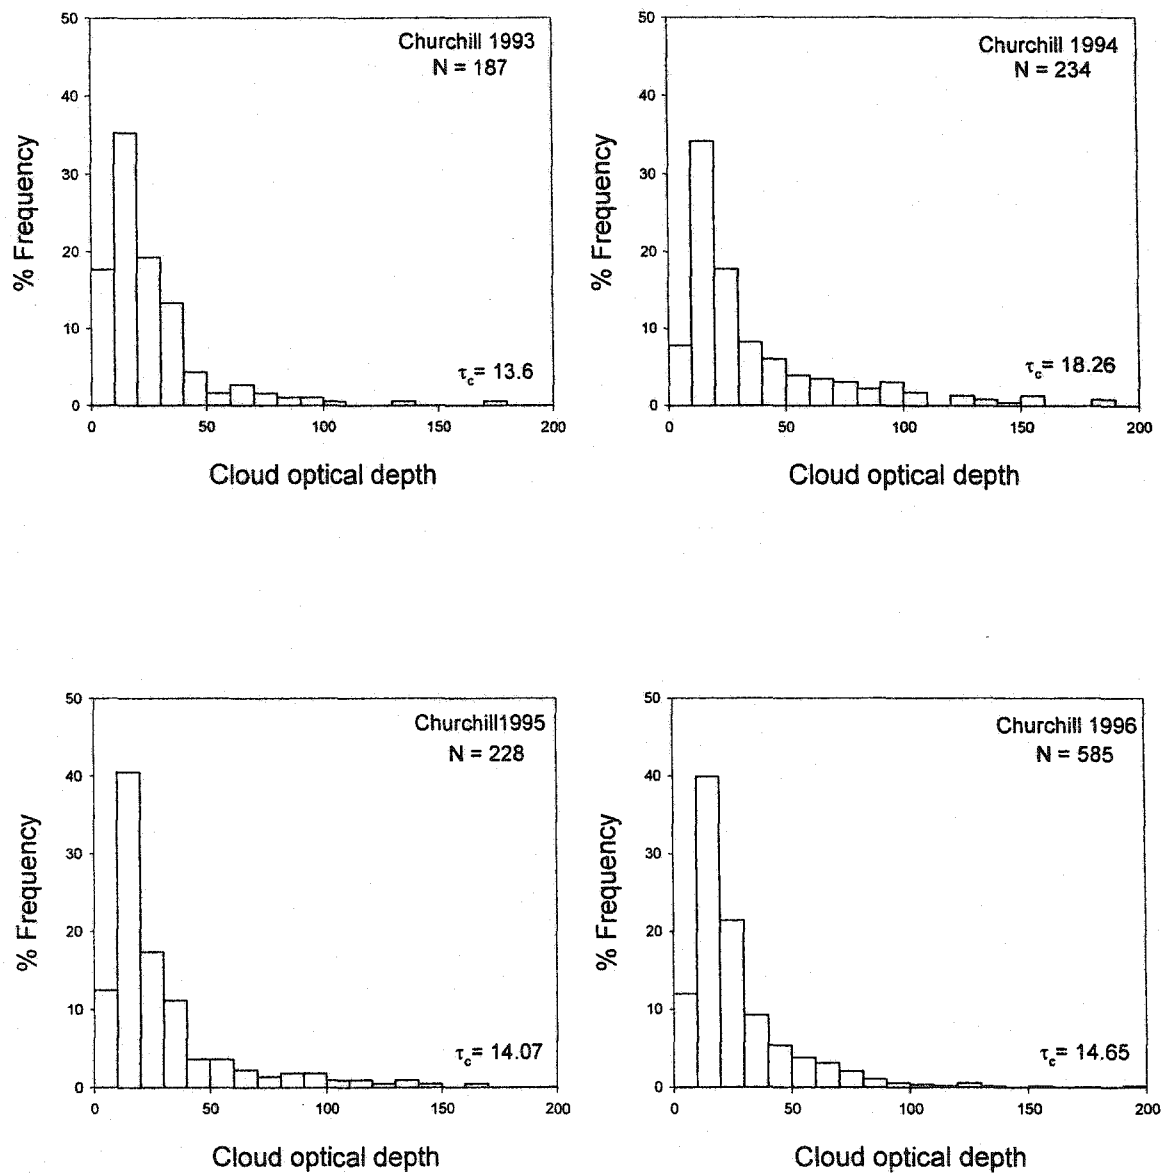 50
Churchill 1993
N = 187
40
30
% Frequency
20
10
τc= 13.6
0
0 50 100 150 200
Cloud optical depth
50
Churchill 1994
N = 234
40
30
% Frequency
20
10
τc= 18.26
0
0 50 100 150 200
Cloud optical depth
50
Churchill1995
N = 228
40
30
% Frequency
20
10
τc= 14.07
0
0 50 100 150 200
Cloud optical depth
50
Churchill 1996
N = 585
40
30
% Frequency
20
10
τc= 14.65
0
0 50 100 150 200
Cloud optical depth